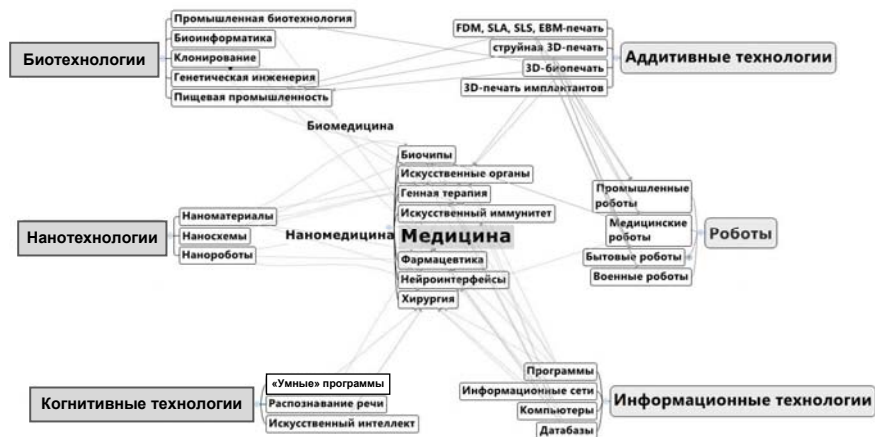 Биотехнологии
Промышленная биотехнология
Биоинформатика
Клонирование
Генетическая инженерия
Пищевая промышленность
FDM, SLA, SLS, EBM-печать
струйная 3D-печать
3D-биопечать
3D-печать имплантантов
Аддитивные технологии
Биомедицина
Биочипы
Искусственные органы
Генная терапия
Искусственный иммунитет
Наномедицина
Медицина
Фармацевтика
Нейроинтерфейсы
Хирургия
Нанотехнологии
Наноматериалы
Наносхемы
Нанороботы
Промышленные
роботы
Медицинские
роботы
Бытовые роботы
Военные роботы
Роботы
Когнитивные технологии
«Умные» программы
Распознавание речи
Искусственный интеллект
Программы
Информационные сети
Компьютеры
Датабазы
Информационные технологии